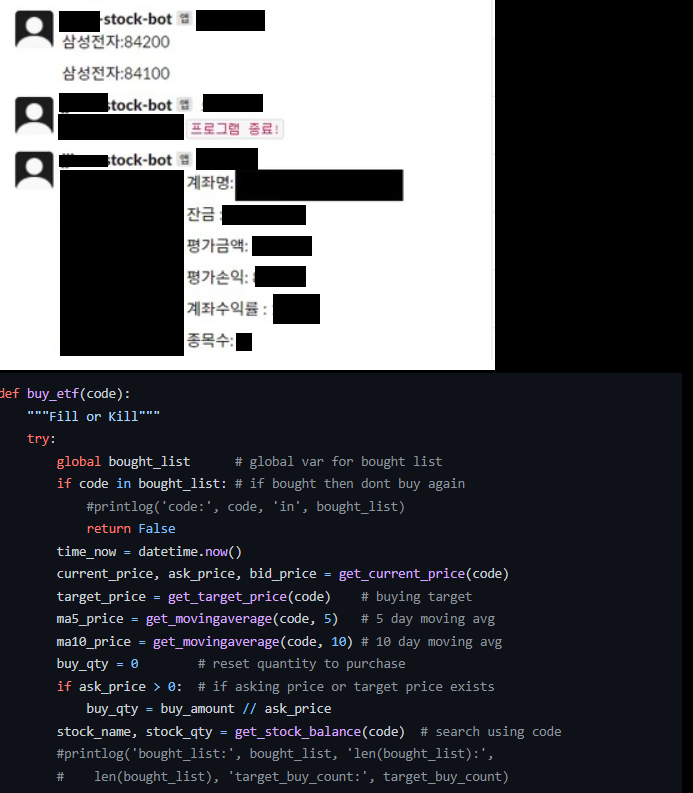 -stock-bot 앱
삼성전자:84200
삼성전자:84100
stock-bot 앱
프로그램 종료!
stock-bot 앱
계좌명:
잔금 :
평가금액:
평가손익:
계좌수익률 :
종목수:
def buy_etf(code):
    """Fill or Kill"""
    try:
        global bought_list      # global var for bought list
        if code in bought_list: # if bought then dont buy again
            #printlog('code:', code, 'in', bought_list)
            return False
        time_now = datetime.now()
        current_price, ask_price, bid_price = get_current_price(code)
        target_price = get_target_price(code)    # buying target
        ma5_price = get_movingaverage(code, 5)   # 5 day moving avg
        ma10_price = get_movingaverage(code, 10) # 10 day moving avg
        buy_qty = 0        # reset quantity to purchase
        if ask_price > 0:  # if asking price or target price exists
            buy_qty = buy_amount // ask_price
        stock_name, stock_qty = get_stock_balance(code)  # search using code
        #printlog('bought_list:', bought_list, 'len(bought_list):',
        #    len(bought_list), 'target_buy_count:', target_buy_count)